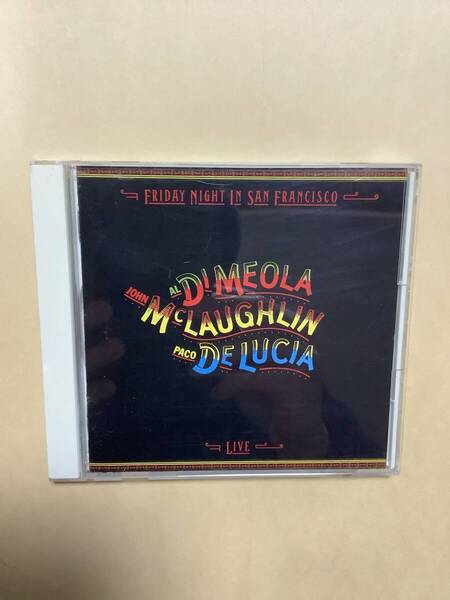 FRIDAY NIGHT IN SAN FRANCISCO
AL DI MEOLA
JOHN McLAUGHLIN
PACO DE LUCIA
LIVE